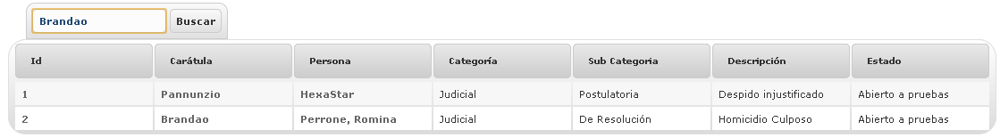 Brandao Buscar
Id Carátula Persona Categoría Sub Categoria Descripción Estado
1 Pannunzio HexaStar Judicial Postulatoria Despido injustificado Abierto a pruebas
2 Brandao Perrone, Romina Judicial De Resolución Homicidio Culposo Abierto a pruebas